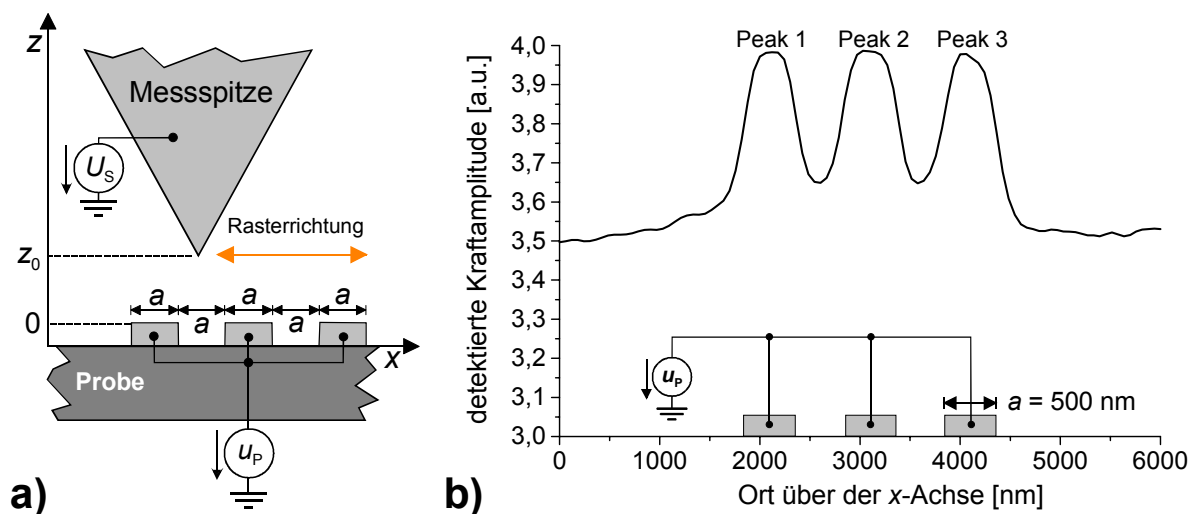 z
Messspitze
U_S
Rasterrichtung
z_0
a a a
a a
0
x
Probe
u_P
a)
Peak 1 Peak 2 Peak 3
detektierte Kraftamplitude [a.u.]
4,0
3,9
3,8
3,7
3,6
3,5
3,4
3,3
3,2
3,1
3,0
u_P
a = 500 nm
0 1000 2000 3000 4000 5000 6000
Ort über der x-Achse [nm]
b)